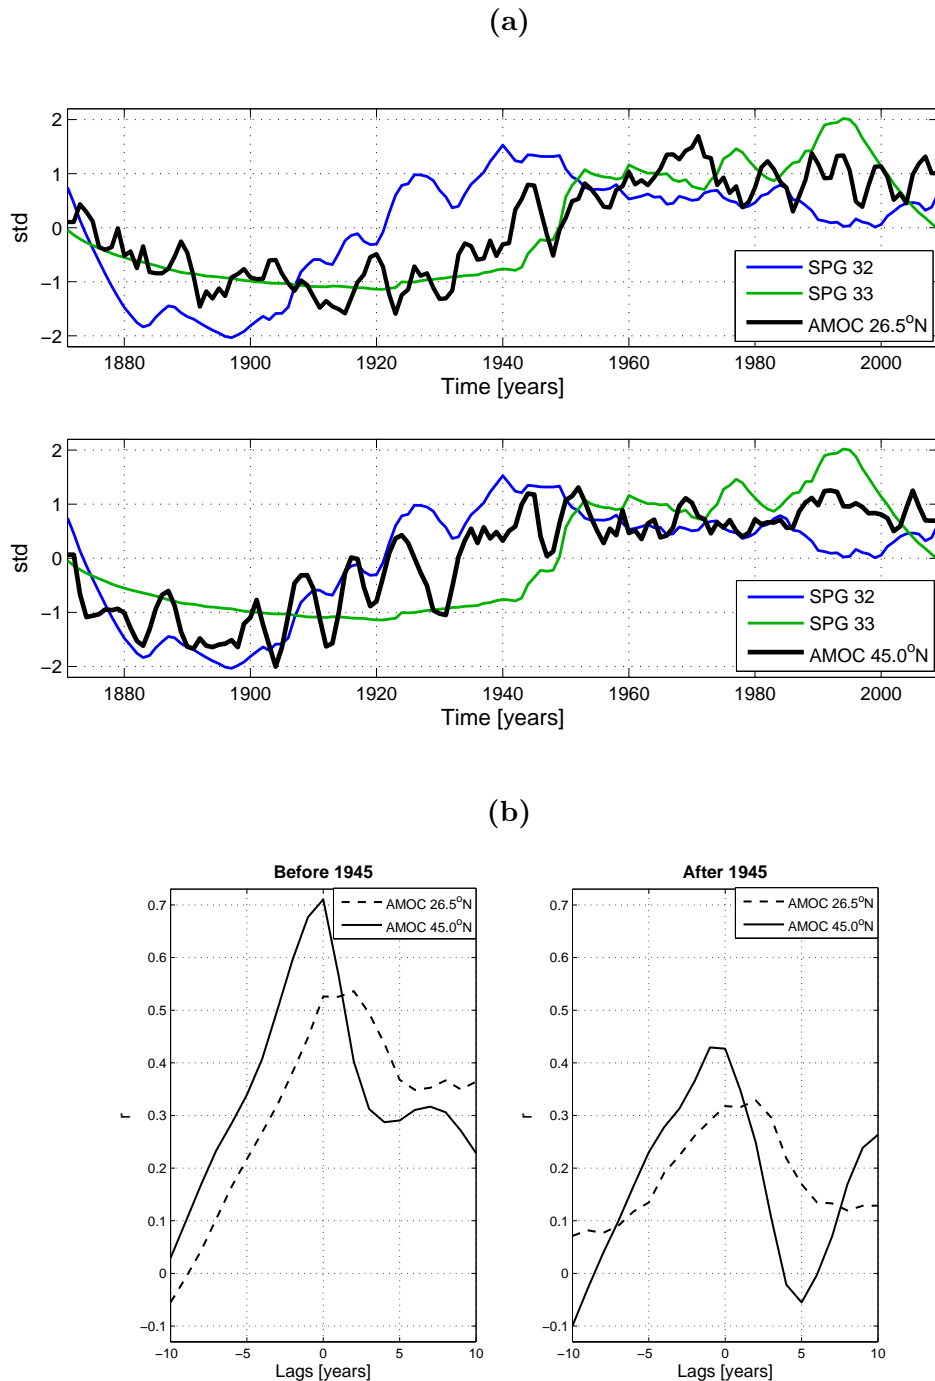 (a)
2
1
0
−1
−2
std
1880 1900 1920 1940 1960 1980 2000
Time [years]
SPG 32
SPG 33
AMOC 26.5°N
2
1
0
−1
−2
std
1880 1900 1920 1940 1960 1980 2000
Time [years]
SPG 32
SPG 33
AMOC 45.0°N
(b)
Before 1945
0.7
0.6
0.5
0.4
0.3
0.2
0.1
0
−0.1
r
−10 −5 0 5 10
Lags [years]
AMOC 26.5°N
AMOC 45.0°N
After 1945
0.7
0.6
0.5
0.4
0.3
0.2
0.1
0
−0.1
r
−10 −5 0 5 10
Lags [years]
AMOC 26.5°N
AMOC 45.0°N